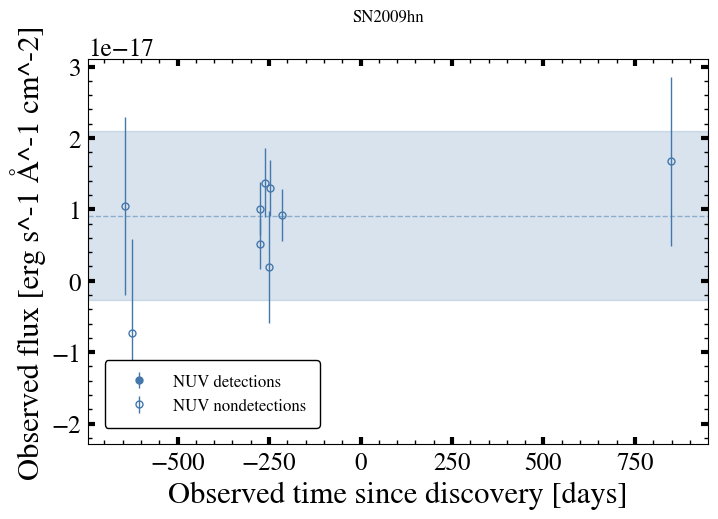 SN2009hn
1e−17
Observed flux [erg s^-1 Å^-1 cm^-2]
3
2
1
0
−1
−2
NUV detections
NUV nondetections
−500 −250 0 250 500 750
Observed time since discovery [days]